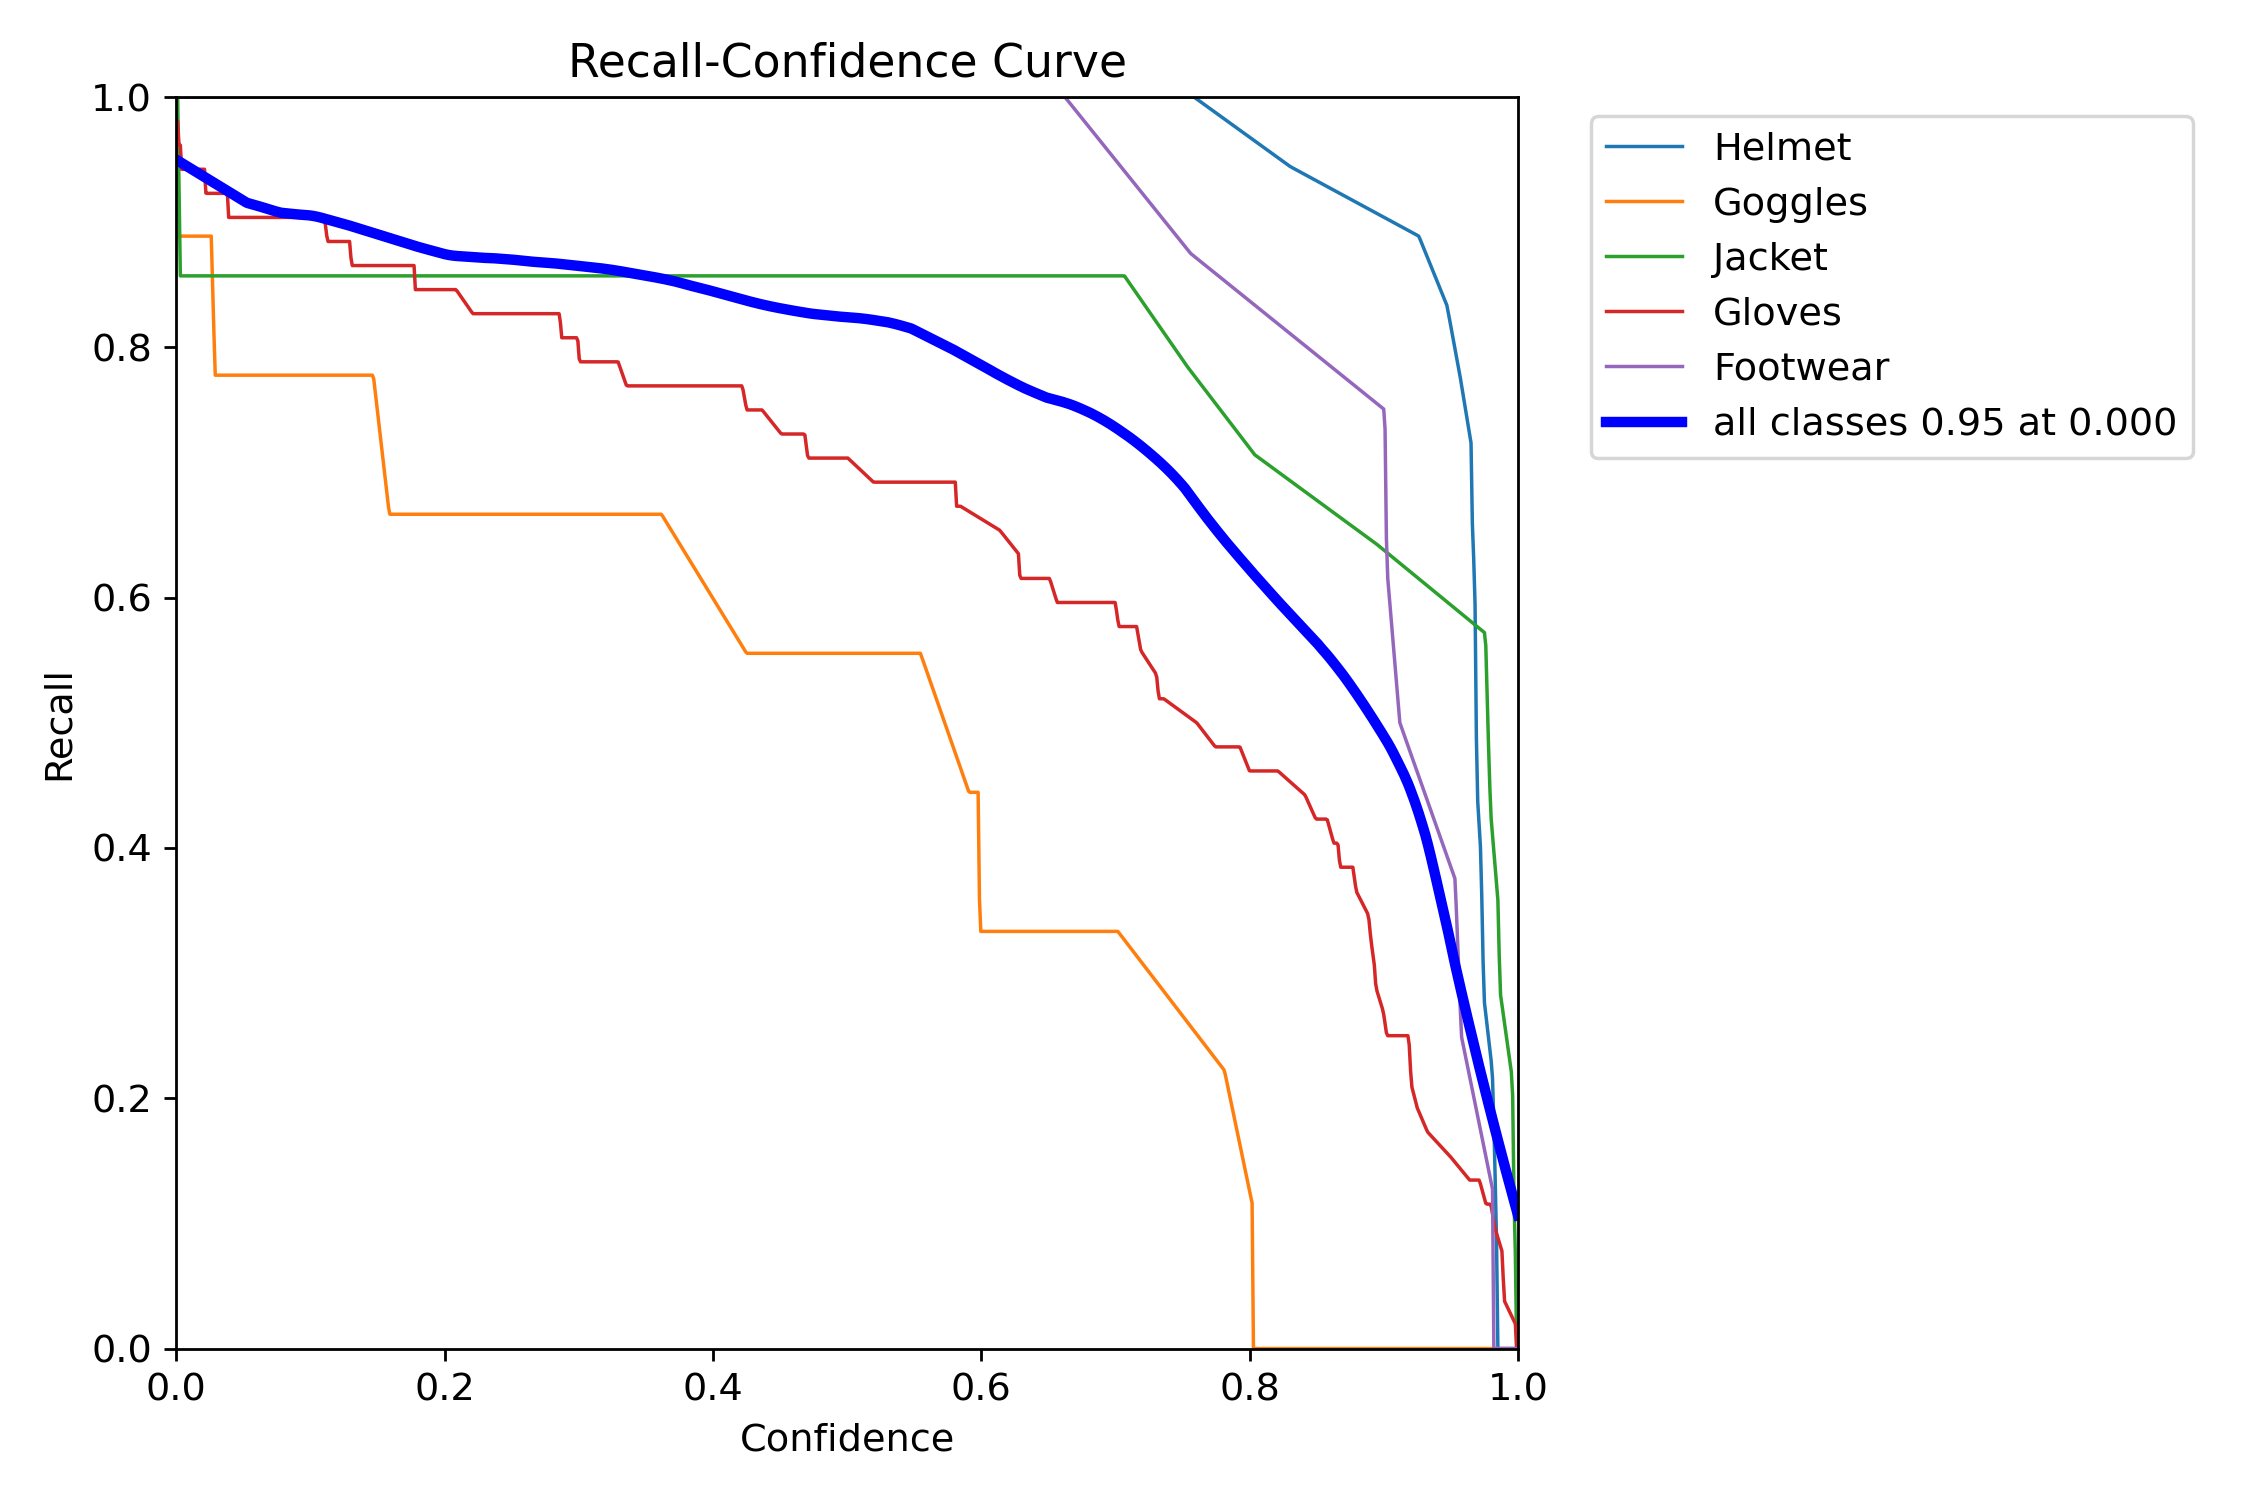 Recall-Confidence Curve
1.0
0.8
0.6
0.4
0.2
0.0
Recall
0.0 0.2 0.4 0.6 0.8 1.0
Confidence
Helmet
Goggles
Jacket
Gloves
Footwear
all classes 0.95 at 0.000